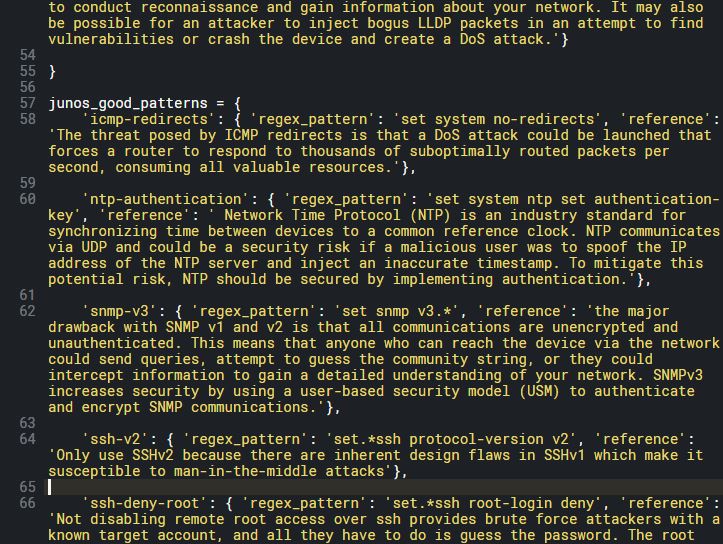 to conduct reconnaissance and gain information about your network. It may also
be possible for an attacker to inject bogus LLDP packets in an attempt to find
vulnerabilities or crash the device and create a DoS attack.'}
54
55 }
56
57 junos_good_patterns = {
58 'icmp-redirects': { 'regex_pattern': 'set system no-redirects', 'reference':
'The threat posed by ICMP redirects is that a DoS attack could be launched that
forces a router to respond to thousands of suboptimally routed packets per
second, consuming all valuable resources.'},
59
60 'ntp-authentication': { 'regex_pattern': 'set system ntp set authentication-
key', 'reference': ' Network Time Protocol (NTP) is an industry standard for
synchronizing time between devices to a common reference clock. NTP communicates
via UDP and could be a security risk if a malicious user was to spoof the IP
address of the NTP server and inject an inaccurate timestamp. To mitigate this
potential risk, NTP should be secured by implementing authentication.'},
61
62 'snmp-v3': { 'regex_pattern': 'set snmp v3.*', 'reference': 'the major
drawback with SNMP v1 and v2 is that all communications are unencrypted and
unauthenticated. This means that anyone who can reach the device via the network
could send queries, attempt to guess the community string, or they could
intercept information to gain a detailed understanding of your network. SNMPv3
increases security by using a user-based security model (USM) to authenticate
and encrypt SNMP communications.'},
63
64 'ssh-v2': { 'regex_pattern': 'set.*ssh protocol-version v2', 'reference':
'Only use SSHv2 because there are inherent design flaws in SSHv1 which make it
susceptible to man-in-the-middle attacks'},
65
66 'ssh-deny-root': { 'regex_pattern': 'set.*ssh root-login deny', 'reference':
'Not disabling remote root access over ssh provides brute force attackers with a
known target account, and all they have to do is guess the password. The root